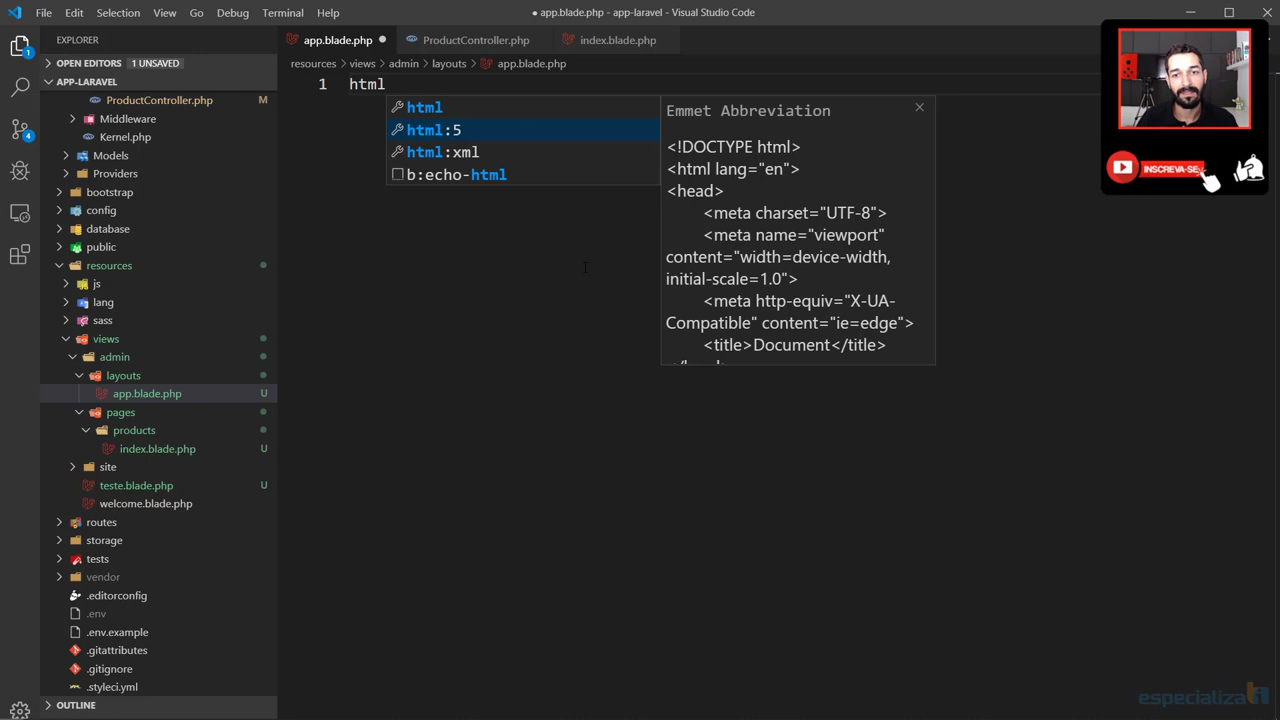 File Edit Selection View Go Debug Terminal Help
● app.blade.php - app-laravel - Visual Studio Code
EXPLORER
OPEN EDITORS 1 UNSAVED
APP-LARAVEL
ProductController.php M
Middleware
Kernel.php
Models
Providers
bootstrap
config
database
public
resources
js
lang
sass
views
admin
layouts
app.blade.php U
pages
products
index.blade.php U
site
teste.blade.php U
welcome.blade.php
routes
storage
tests
vendor
.editorconfig
.env
.env.example
.gitattributes
.gitignore
.styleci.yml
OUTLINE
1
4
app.blade.php ● ProductController.php index.blade.php
resources > views > admin > layouts > app.blade.php
1 html
html
html:5
html:xml
b:echo-html
Emmet Abbreviation
<!DOCTYPE html>
<html lang="en">
<head>
<meta charset="UTF-8">
<meta name="viewport"
content="width=device-width,
initial-scale=1.0">
<meta http-equiv="X-UA-
Compatible" content="ie=edge">
<title>Document</title>
INSCREVA-SE
especializati